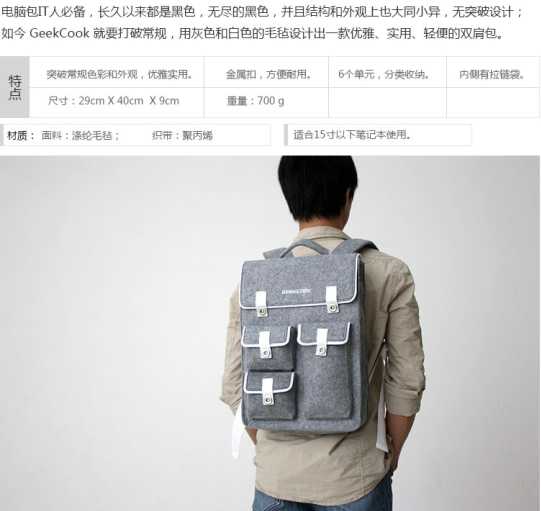 电脑包IT人必备，长久以来都是黑色，无尽的黑色，并且结构和外观上也大同小异，无突破设计；
如今 GeekCook 就要打破常规，用灰色和白色的毛毡设计出一款优雅、实用、轻便的双肩包。
特点
突破常规色彩和外观，优雅实用。
金属扣，方便耐用。
6个单元，分类收纳。
内侧有拉链袋。
尺寸：29cm X 40cm X 9cm
重量：700 g
材质：
面料：涤纶毛毡；
织带：聚丙烯
适合15寸以下笔记本使用。